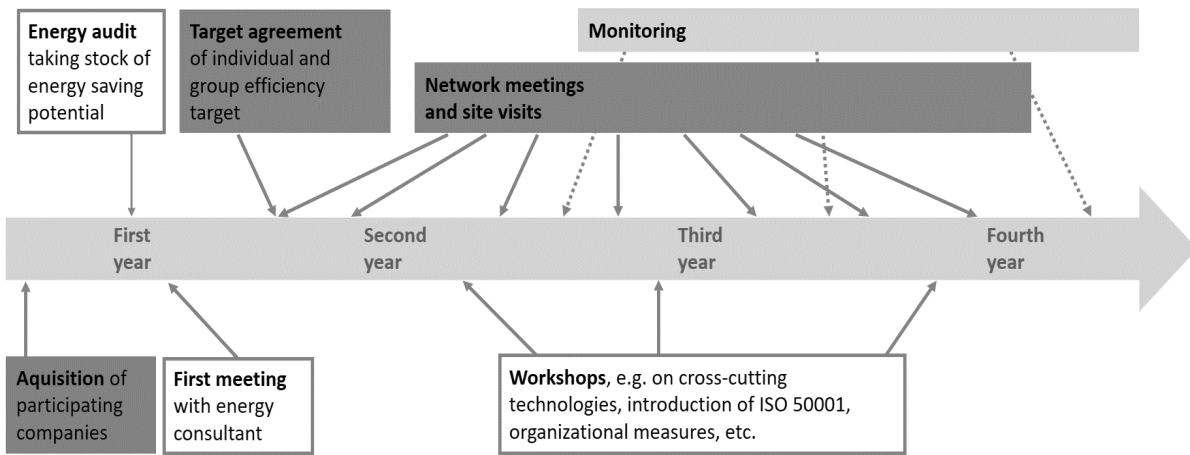 Energy audit
taking stock of
energy saving
potential
Target agreement
of individual and
group efficiency
target
Monitoring
Network meetings
and site visits
First
year
Second
year
Third
year
Fourth
year
Aquisition of
participating
companies
First meeting
with energy
consultant
Workshops, e.g. on cross-cutting
technologies, introduction of ISO 50001,
organizational measures, etc.